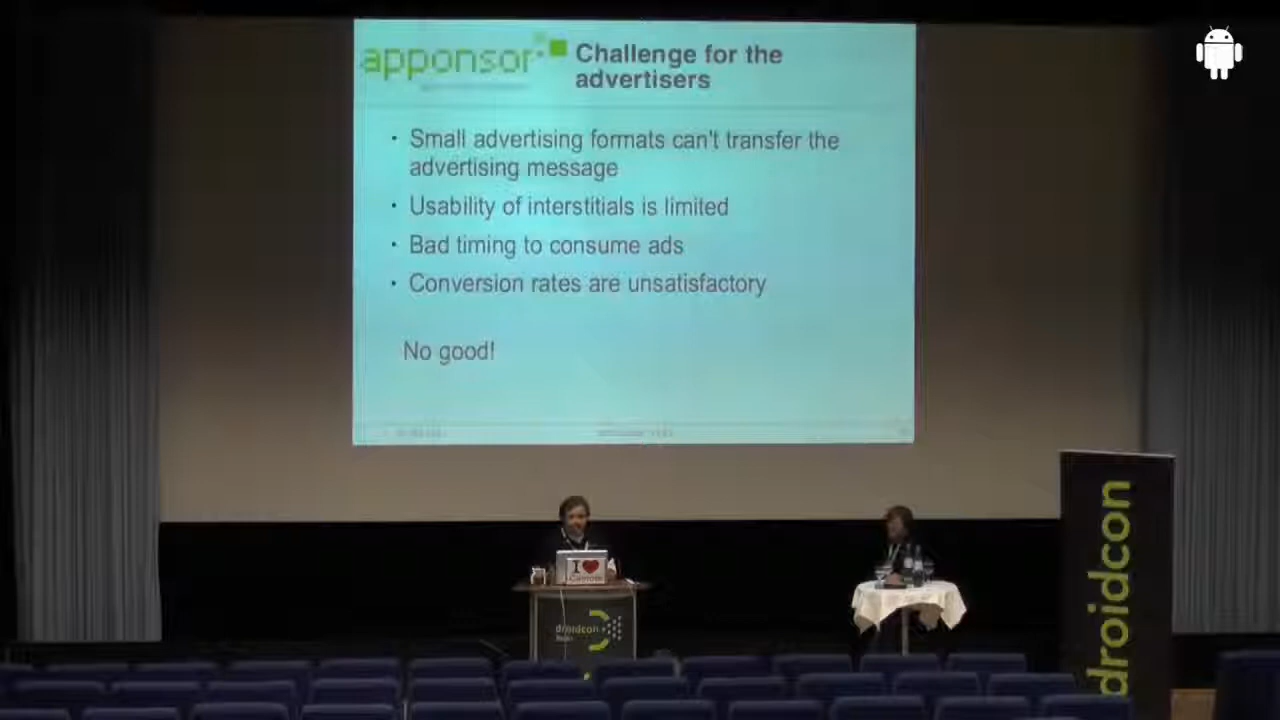 apponsor
Challenge for the
advertisers
• Small advertising formats can't transfer the
advertising message
• Usability of interstitials is limited
• Bad timing to consume ads
• Conversion rates are unsatisfactory
No good!
I ❤
droidcon
droidcon